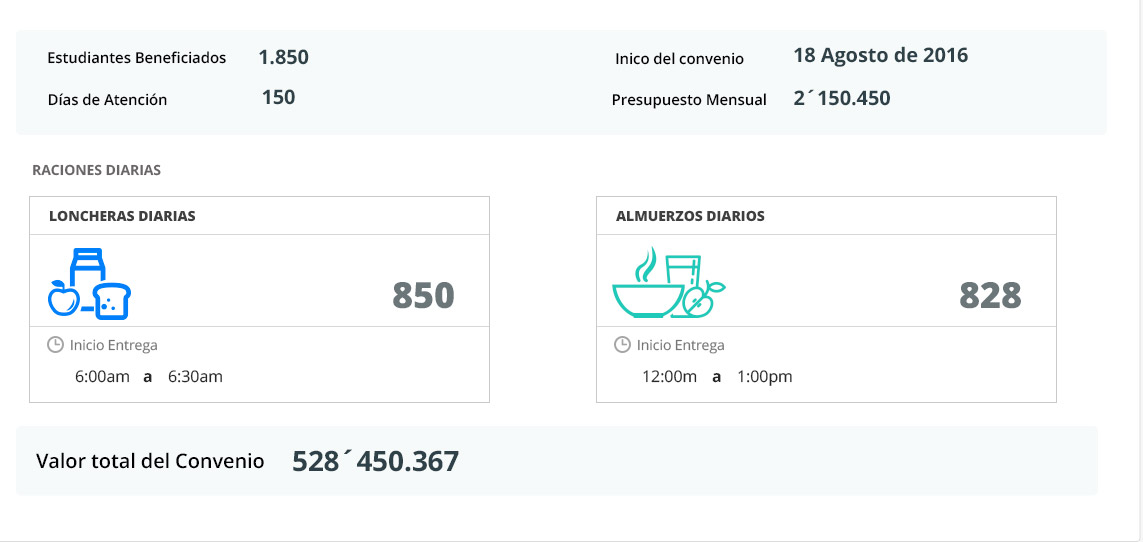 Estudiantes Beneficiados 1.850
Inico del convenio 18 Agosto de 2016
Días de Atención 150
Presupuesto Mensual 2´150.450
RACIONES DIARIAS
LONCHERAS DIARIAS
850
Inicio Entrega
6:00am a 6:30am
ALMUERZOS DIARIOS
828
Inicio Entrega
12:00m a 1:00pm
Valor total del Convenio 528´450.367